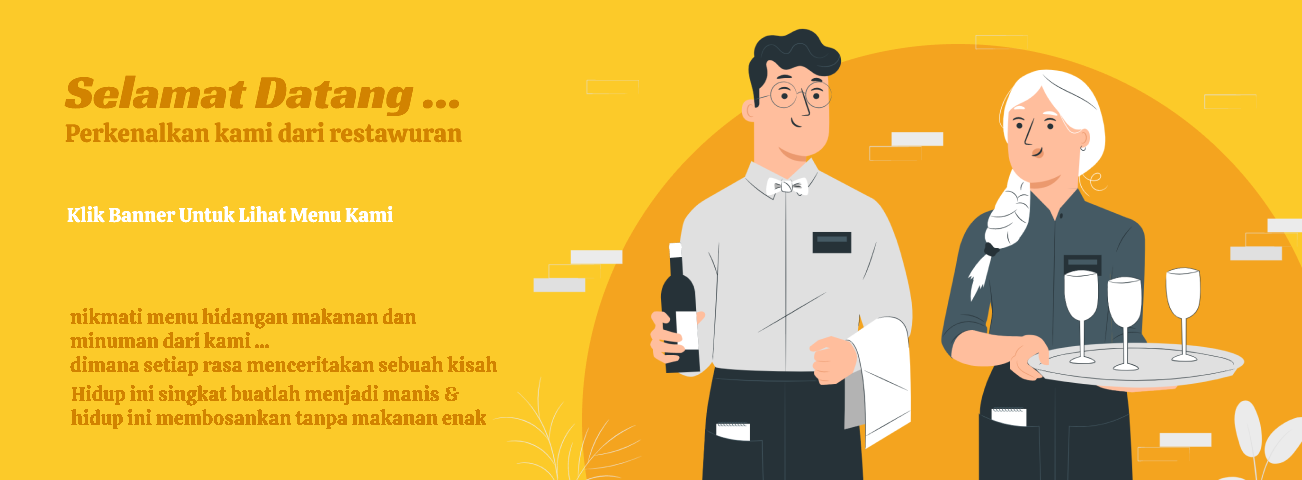 Selamat Datang ...
Perkenalkan kami dari restawuran
Klik Banner Untuk Lihat Menu Kami
nikmati menu hidangan makanan dan
minuman dari kami ...
dimana setiap rasa menceritakan sebuah kisah
Hidup ini singkat buatlah menjadi manis &
hidup ini membosankan tanpa makanan enak